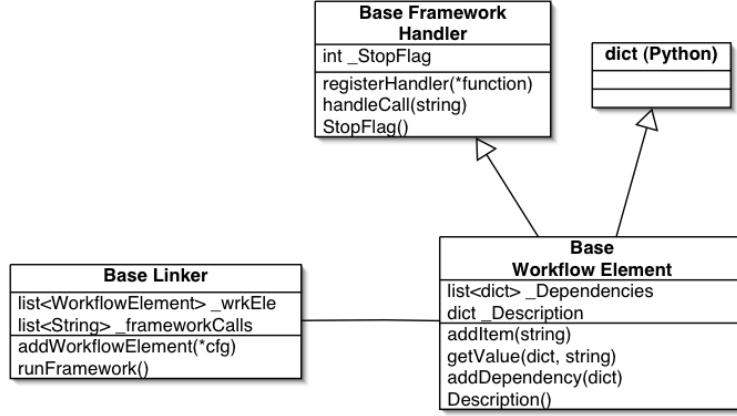 Base Framework
Handler
int _StopFlag
registerHandler(*function)
handleCall(string)
StopFlag()
dict (Python)
Base Linker
list<WorkflowElement> _wrkEle
list<String> _frameworkCalls
addWorkflowElement(*cfg)
runFramework()
Base
Workflow Element
list<dict> _Dependencies
dict _Description
addItem(string)
getValue(dict, string)
addDependency(dict)
Description()